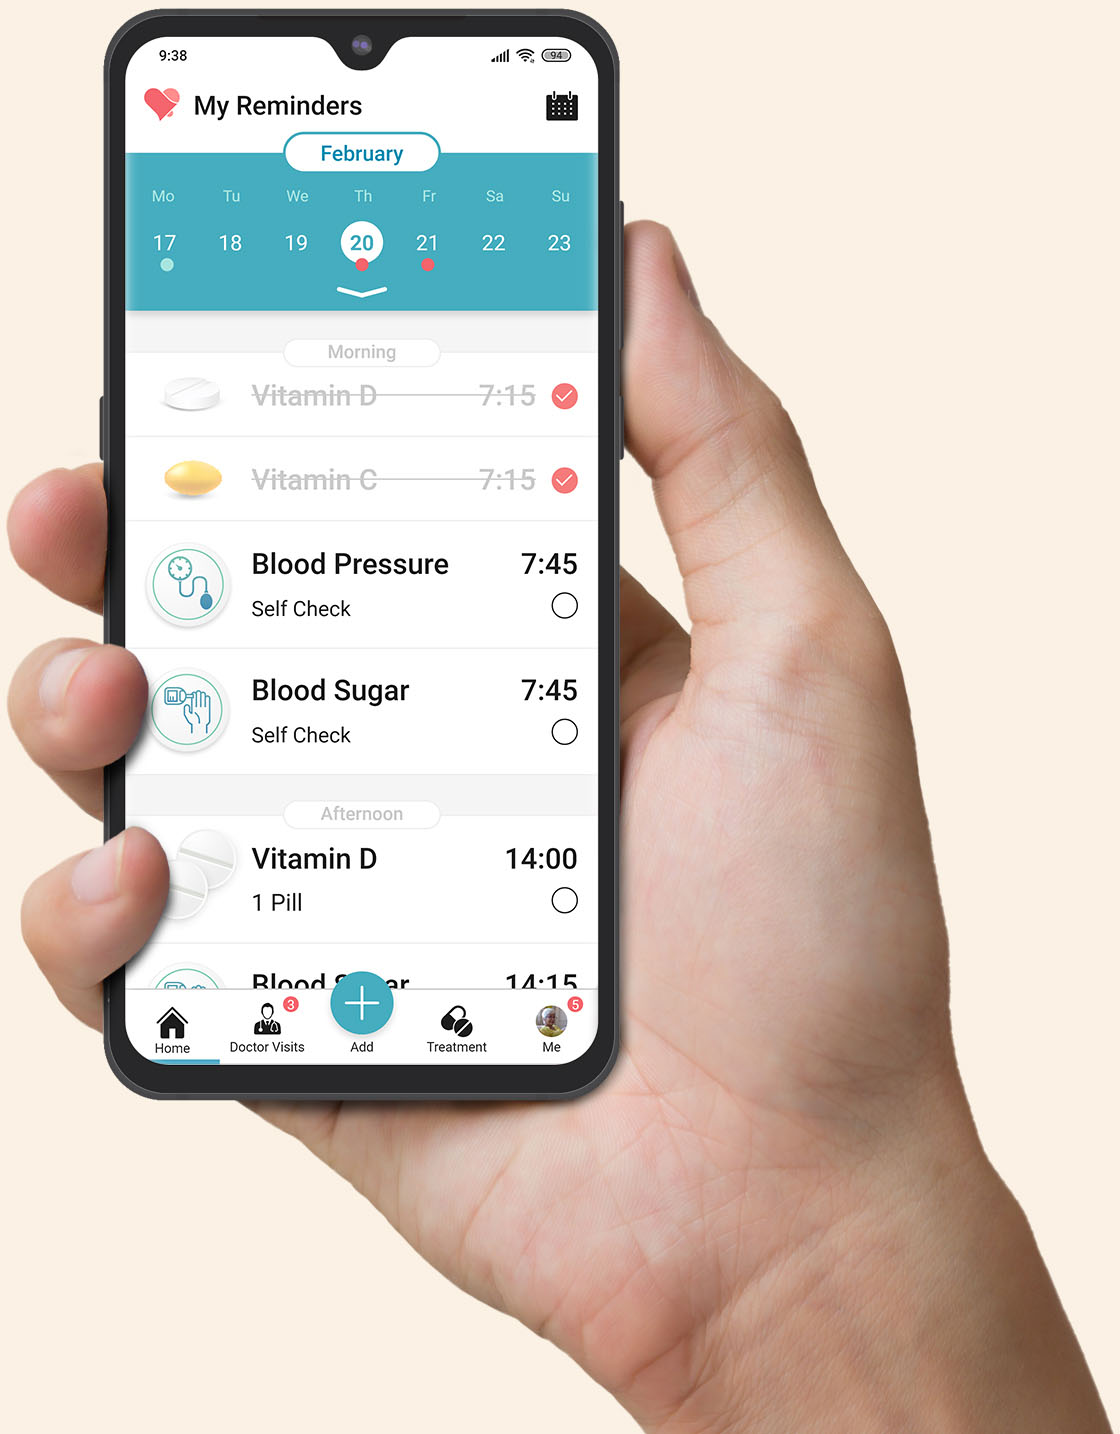 9:38
94
My Reminders
February
Mo Tu We Th Fr Sa Su
17 18 19 20 21 22 23
Morning
Vitamin D 7:15
Vitamin C 7:15
Blood Pressure 7:45
Self Check
Blood Sugar 7:45
Self Check
Afternoon
Vitamin D 14:00
1 Pill
Blood Sugar 14:15
3
5
Home Doctor Visits Add Treatment Me